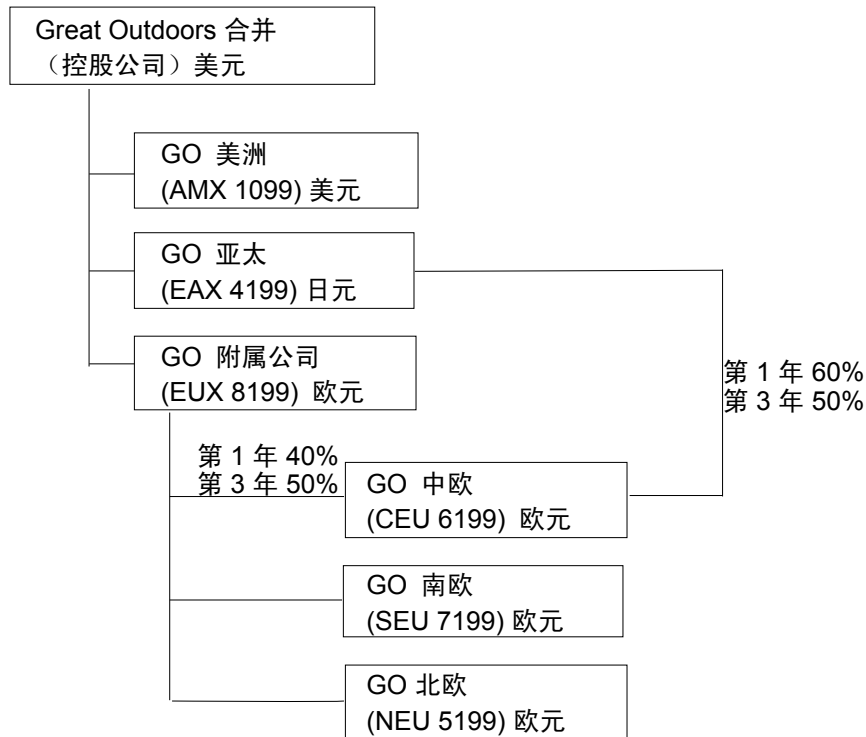 Great Outdoors 合并
（控股公司）美元
GO 美洲
(AMX 1099) 美元
GO 亚太
(EAX 4199) 日元
GO 附属公司
(EUX 8199) 欧元
第 1 年 60%
第 3 年 50%
第 1 年 40%
第 3 年 50%
GO 中欧
(CEU 6199) 欧元
GO 南欧
(SEU 7199) 欧元
GO 北欧
(NEU 5199) 欧元